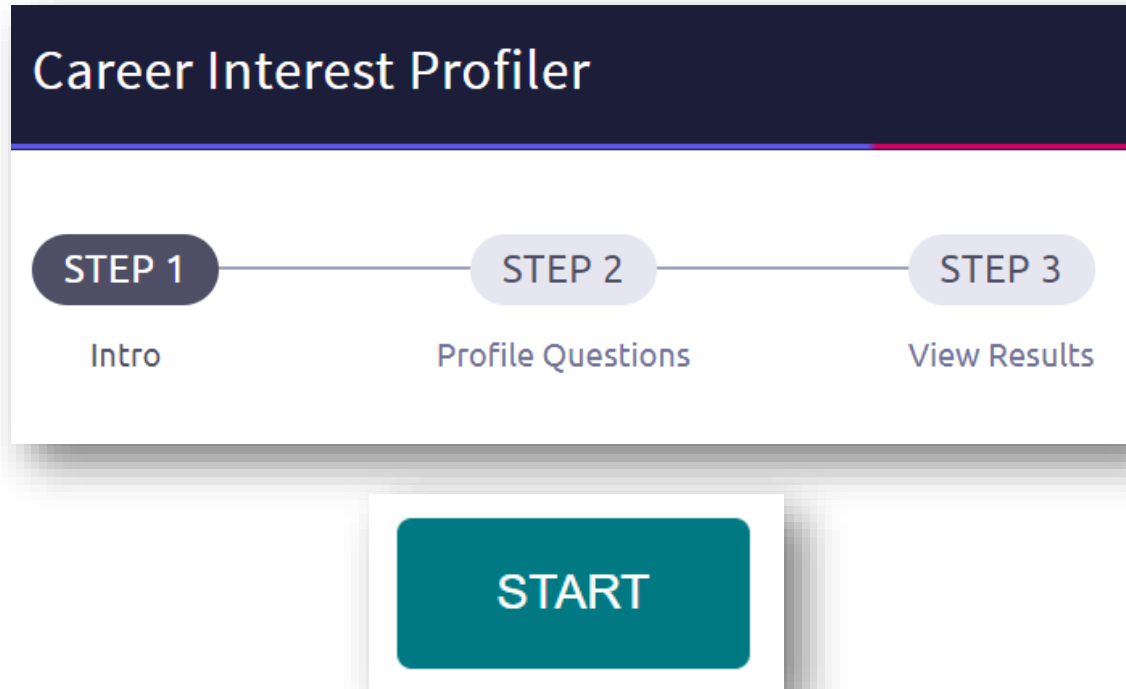 Career Interest Profiler
STEP 1 STEP 2 STEP 3
Intro Profile Questions View Results
START